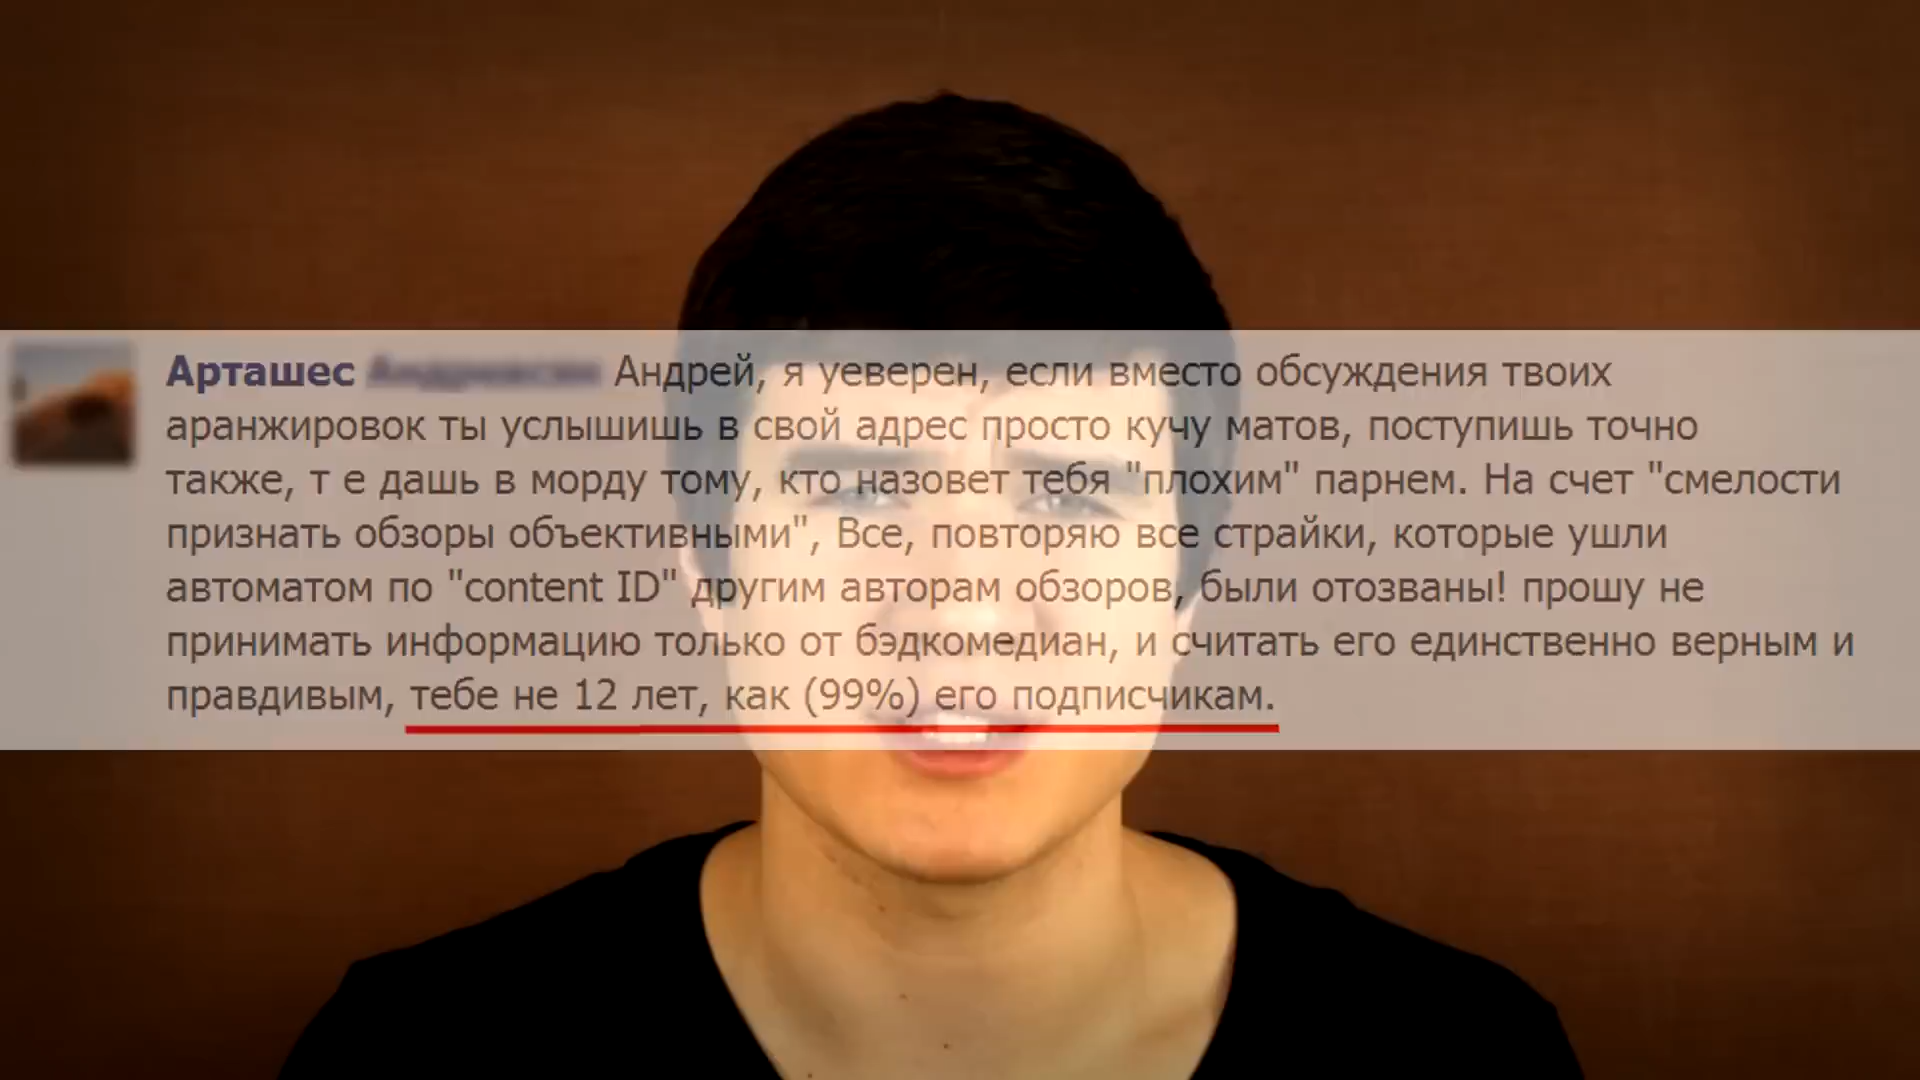 Арташес Андрей, я уеверен, если вместо обсуждения твоих
аранжировок ты услышишь в свой адрес просто кучу матов, поступишь точно
также, т е дашь в морду тому, кто назовет тебя "плохим" парнем. На счет "смелости
признать обзоры объективными", Все, повторяю все страйки, которые ушли
автоматом по "content ID" другим авторам обзоров, были отозваны! прошу не
принимать информацию только от бэдкомедиан, и считать его единственно верным и
правдивым, тебе не 12 лет, как (99%) его подписчикам.